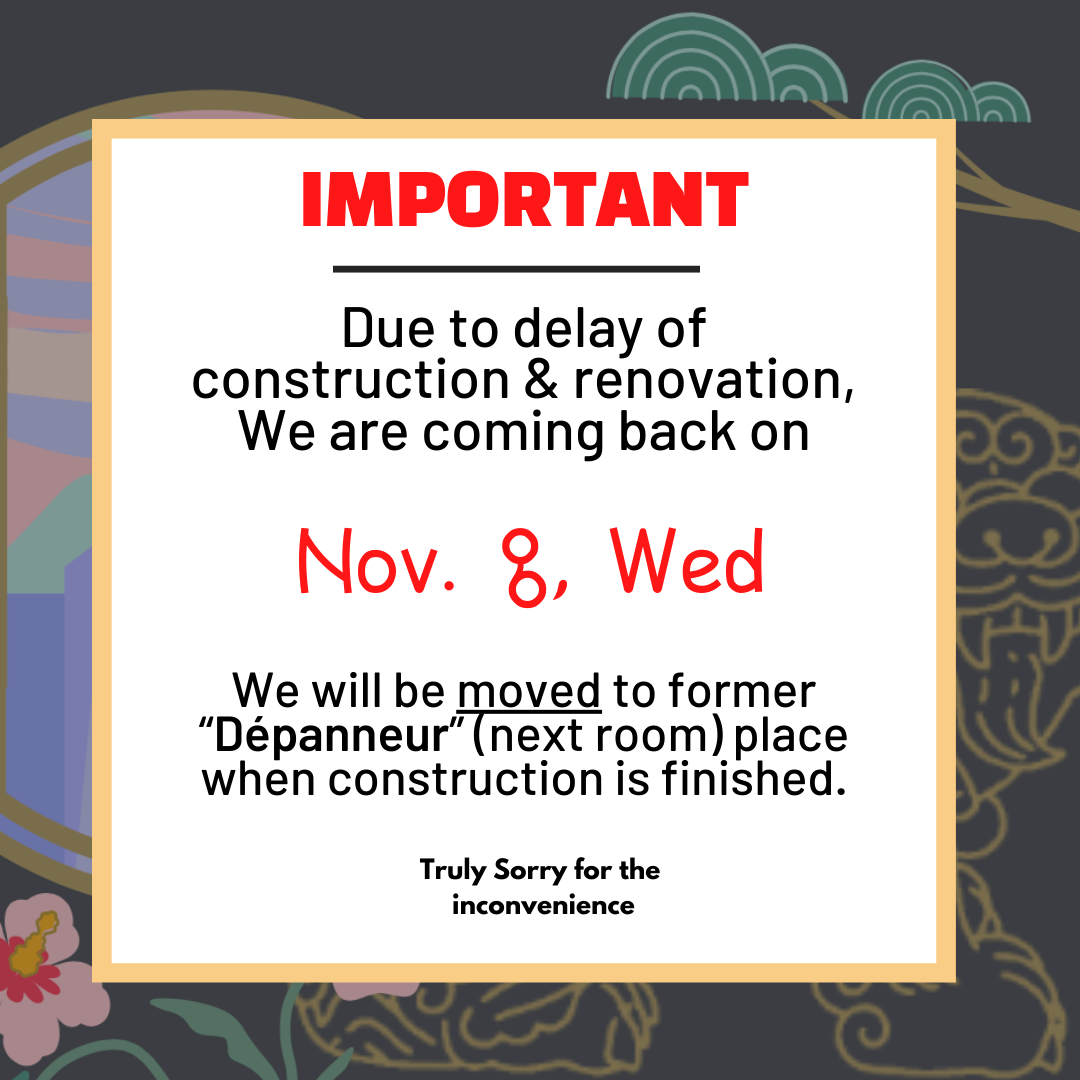 IMPORTANT
Due to delay of
construction & renovation,
We are coming back on
Nov. 8, Wed
We will be moved to former
“Dépanneur” (next room) place
when construction is finished.
Truly Sorry for the
inconvenience